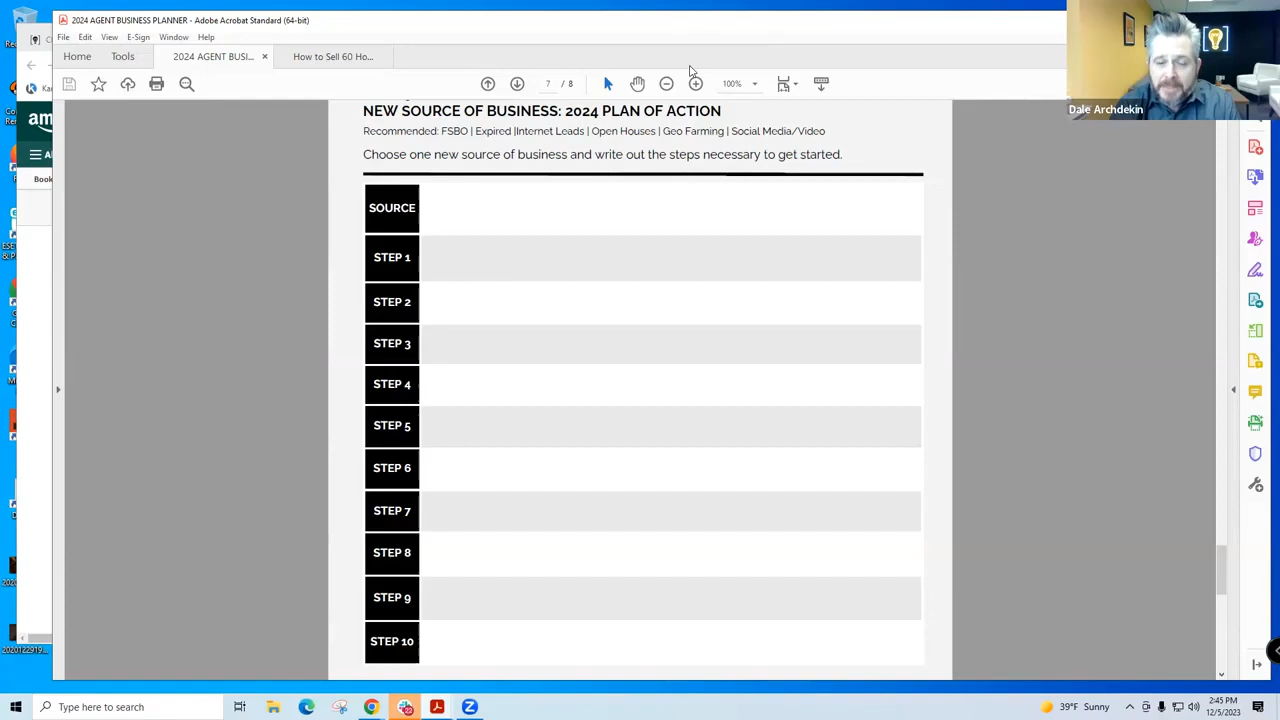 2024 AGENT BUSINESS PLANNER - Adobe Acrobat Standard (64-bit)
File Edit View E-Sign Window Help
Home Tools 2024 AGENT BUSI... × How to Sell 60 Ho...
7 / 8 100%
Dale Archdekin
NEW SOURCE OF BUSINESS: 2024 PLAN OF ACTION
Recommended: FSBO | Expired |Internet Leads | Open Houses | Geo Farming | Social Media/Video
Choose one new source of business and write out the steps necessary to get started.
SOURCE
STEP 1
STEP 2
STEP 3
STEP 4
STEP 5
STEP 6
STEP 7
STEP 8
STEP 9
STEP 10
Book
Type here to search
39°F Sunny
2:45 PM
12/5/2023